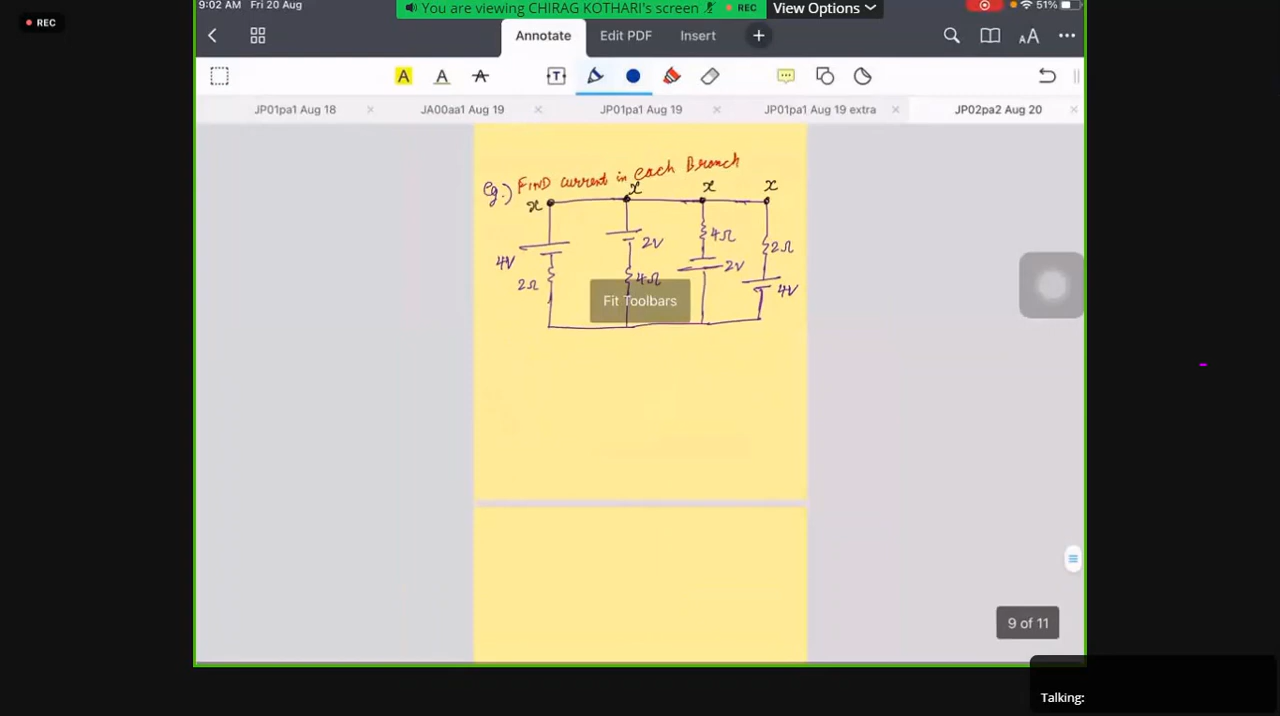 REC
9:02 AM Fri 20 Aug
You are viewing CHIRAG KOTHARI's screen
REC
View Options
51%
Annotate
Edit PDF
Insert
+
AA
A
A
A
T
JP01pa1 Aug 18
JA00aa1 Aug 19
JP01pa1 Aug 19
JP01pa1 Aug 19 extra
JP02pa2 Aug 20
eg.) FIND current in each Branch
x
x
x
x
4V
2Ω
2V
4Ω
4Ω
2V
2Ω
4V
Fit Toolbars
9 of 11
Talking: